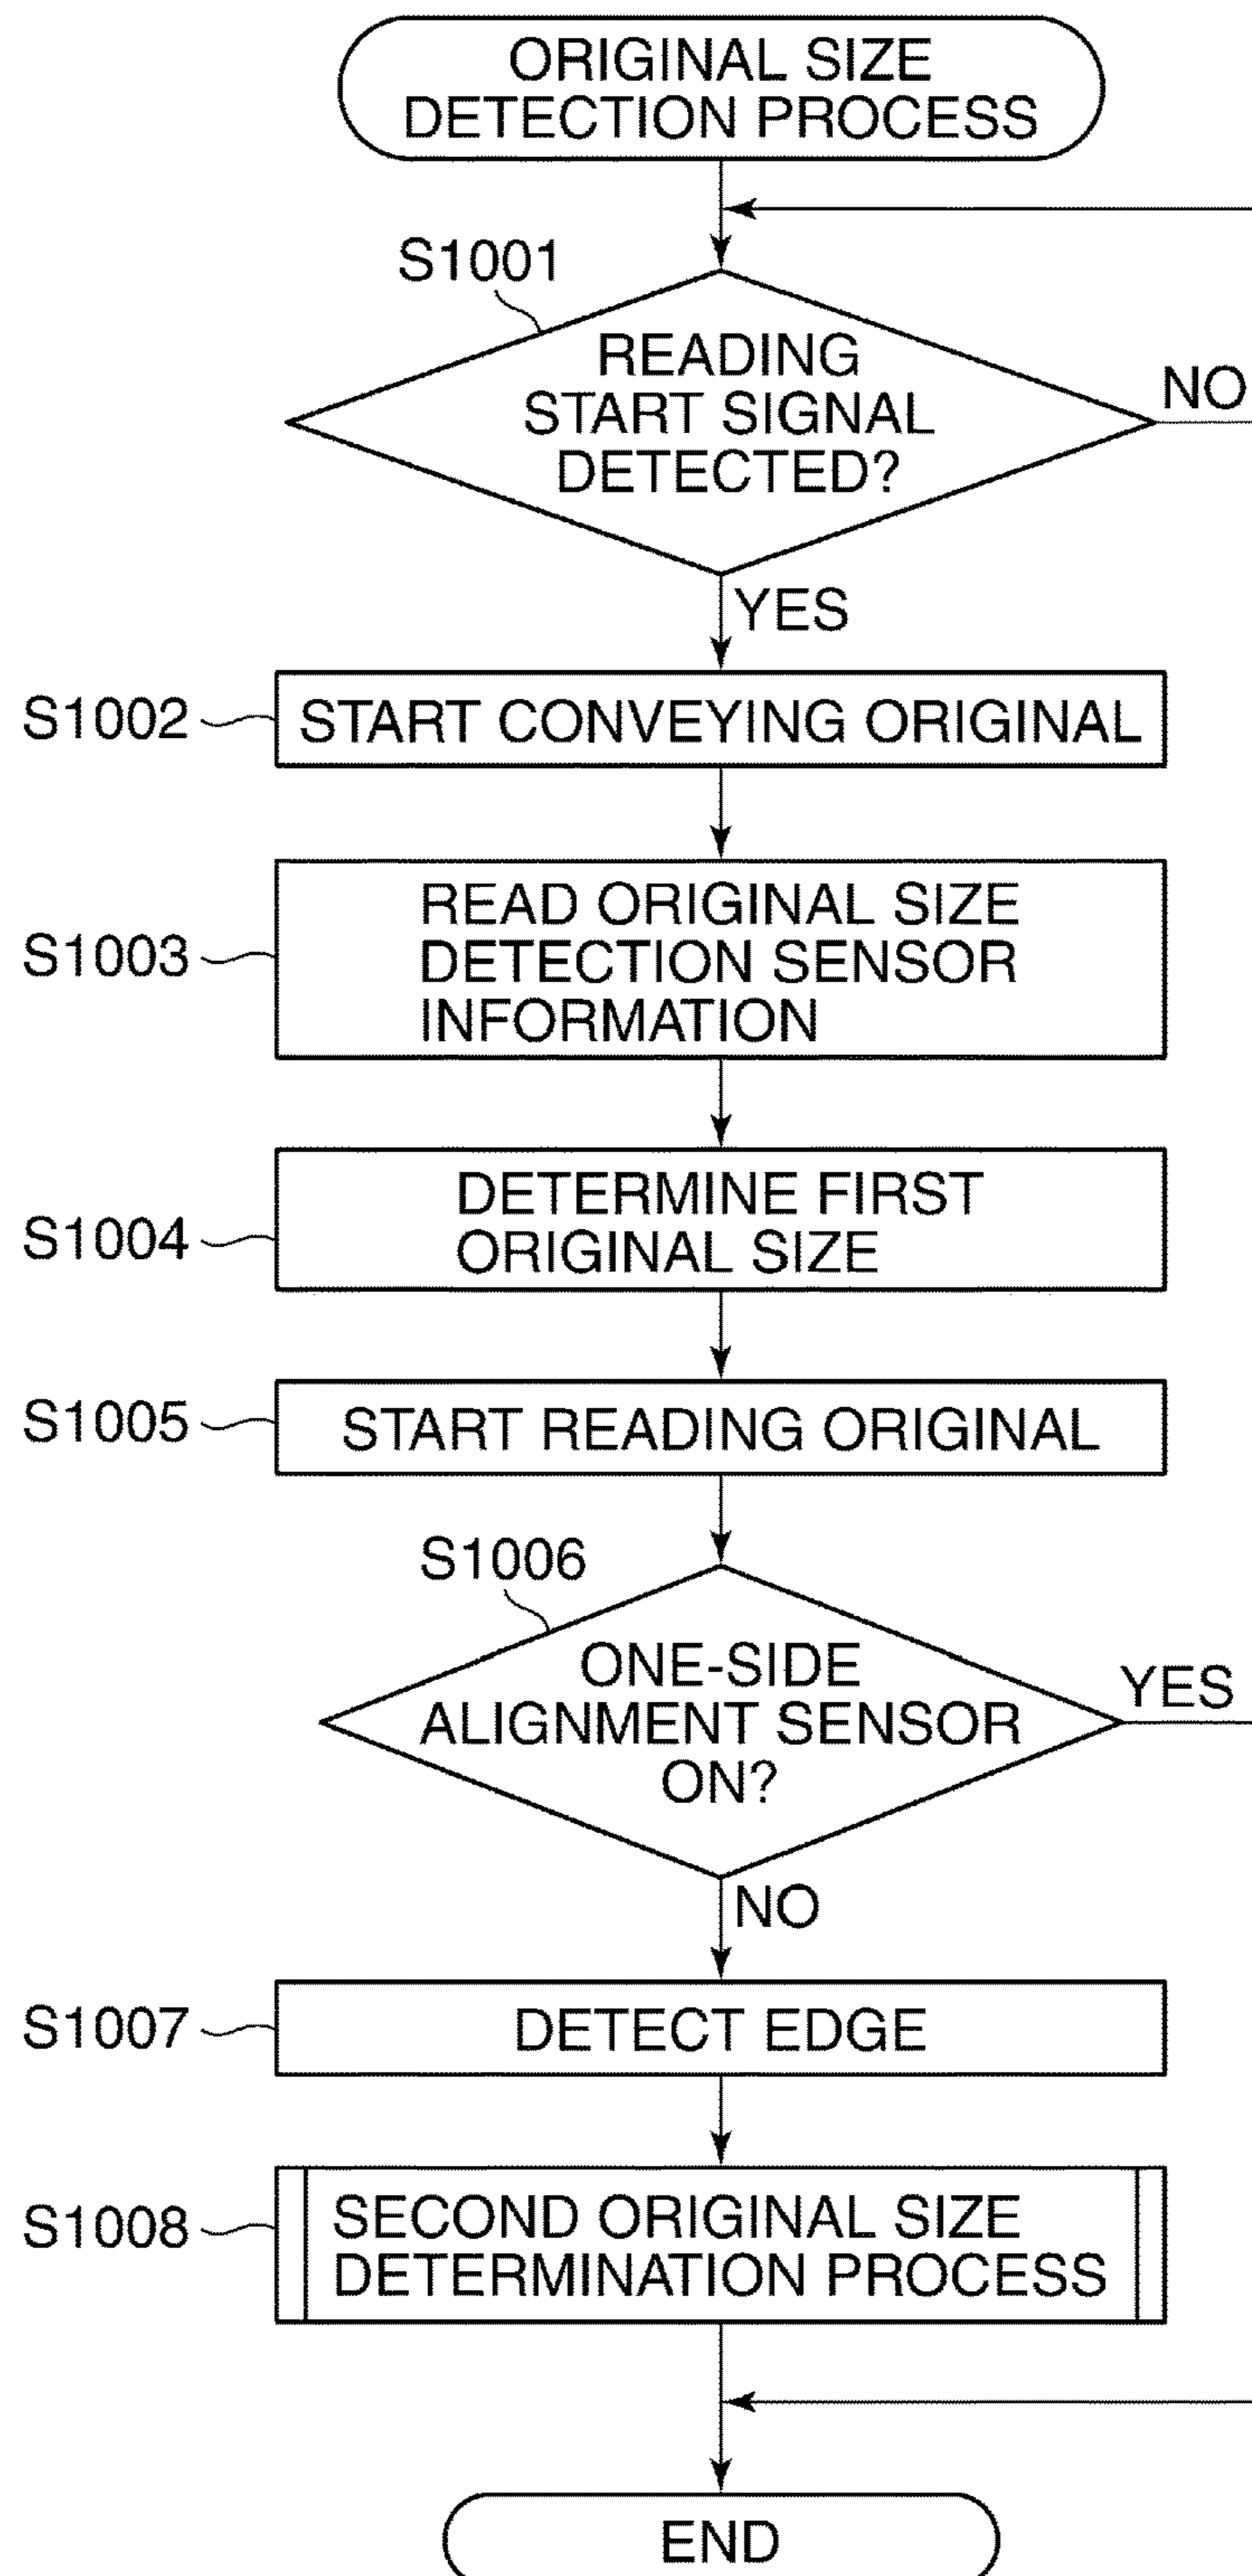 ORIGINAL SIZE
DETECTION PROCESS
S1001
READING
START SIGNAL
DETECTED?
NO
YES
S1002
START CONVEYING ORIGINAL
S1003
READ ORIGINAL SIZE
DETECTION SENSOR
INFORMATION
S1004
DETERMINE FIRST
ORIGINAL SIZE
S1005
START READING ORIGINAL
S1006
ONE-SIDE
ALIGNMENT SENSOR
ON?
YES
NO
S1007
DETECT EDGE
S1008
SECOND ORIGINAL SIZE
DETERMINATION PROCESS
END